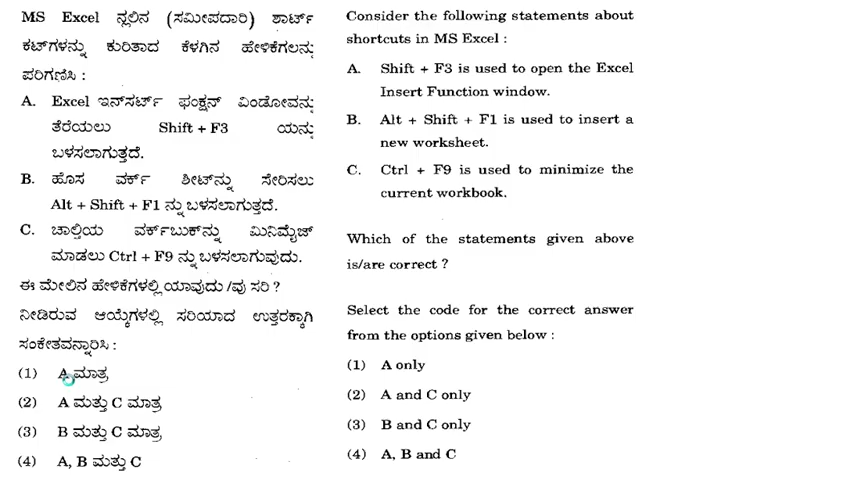 MS Excel ನಲ್ಲಿನ (ಸಮೀಪದಾರಿ) ಶಾರ್ಟ್
ಕಟ್‌ಗಳನ್ನು ಕುರಿತಾದ ಕೆಳಗಿನ ಹೇಳಿಕೆಗಳನ್ನು
ಪರಿಗಣಿಸಿ :
A. Excel ಇನ್‌ಸರ್ಟ್ ಫಂಕ್ಷನ್ ವಿಂಡೋವನ್ನು
ತೆರೆಯಲು Shift + F3 ಯನ್ನು
ಬಳಸಲಾಗುತ್ತದೆ.
B. ಹೊಸ ವರ್ಕ್ ಶೀಟ್‌ನ್ನು ಸೇರಿಸಲು
Alt + Shift + F1 ನ್ನು ಬಳಸಲಾಗುತ್ತದೆ.
C. ಚಾಲ್ತಿಯ ವರ್ಕ್‌ಬುಕ್‌ನ್ನು ಮಿನಿಮೈಜ್
ಮಾಡಲು Ctrl + F9 ನ್ನು ಬಳಸಲಾಗುವುದು.
ಈ ಮೇಲಿನ ಹೇಳಿಕೆಗಳಲ್ಲಿ ಯಾವುದು /ವು ಸರಿ ?
ನೀಡಿರುವ ಆಯ್ಕೆಗಳಲ್ಲಿ ಸರಿಯಾದ ಉತ್ತರಕ್ಕಾಗಿ
ಸಂಕೇತವನ್ನಾರಿಸಿ :
(1) A ಮಾತ್ರ
(2) A ಮತ್ತು C ಮಾತ್ರ
(3) B ಮತ್ತು C ಮಾತ್ರ
(4) A, B ಮತ್ತು C
Consider the following statements about
shortcuts in MS Excel :
A. Shift + F3 is used to open the Excel
Insert Function window.
B. Alt + Shift + F1 is used to insert a
new worksheet.
C. Ctrl + F9 is used to minimize the
current workbook.
Which of the statements given above
is/are correct ?
Select the code for the correct answer
from the options given below :
(1) A only
(2) A and C only
(3) B and C only
(4) A, B and C